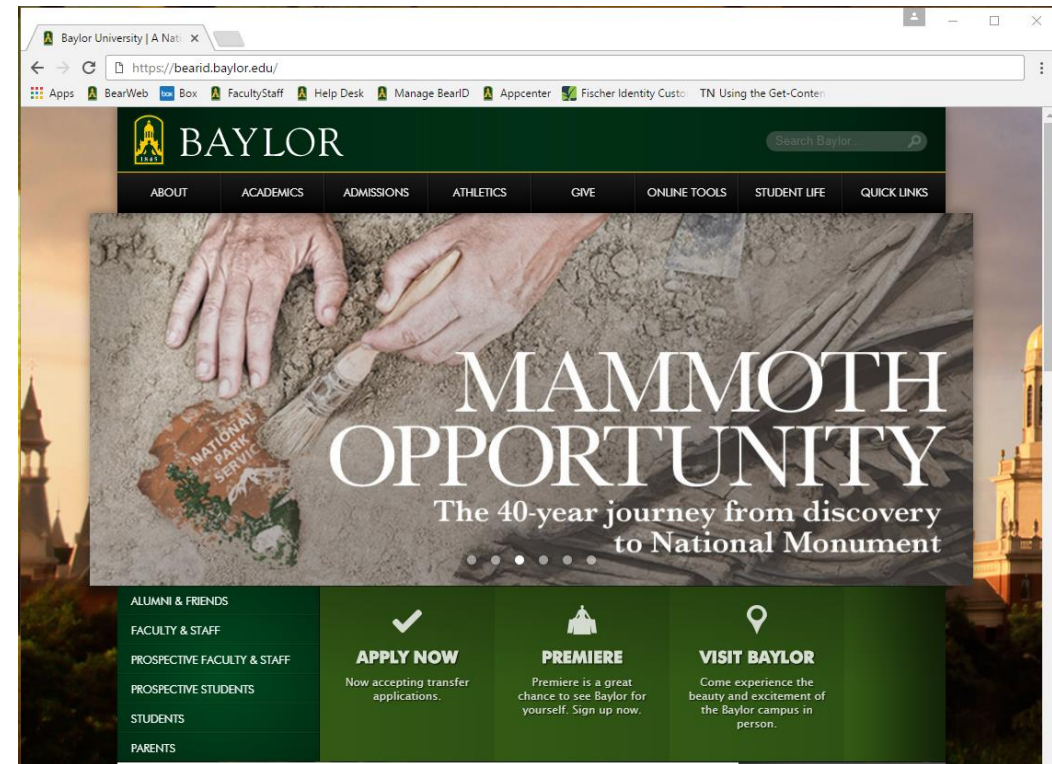 Baylor University | A Nati
https://bearid.baylor.edu/
Apps BearWeb box Box FacultyStaff Help Desk Manage BearID Appcenter Fischer Identity Custo TN Using the Get-Conten
1845
BAYLOR
Search Baylor...
ABOUT ACADEMICS ADMISSIONS ATHLETICS GIVE ONLINE TOOLS STUDENT LIFE QUICK LINKS
NATIONAL
PARK
SERVIC
MAMMOTH
OPPORTUNITY
The 40-year journey from discovery
to National Monument
ALUMNI & FRIENDS
FACULTY & STAFF
PROSPECTIVE FACULTY & STAFF
PROSPECTIVE STUDENTS
STUDENTS
PARENTS
APPLY NOW
Now accepting transfer
applications.
PREMIERE
Premiere is a great
chance to see Baylor for
yourself. Sign up now.
VISIT BAYLOR
Come experience the
beauty and excitement of
the Baylor campus in
person.